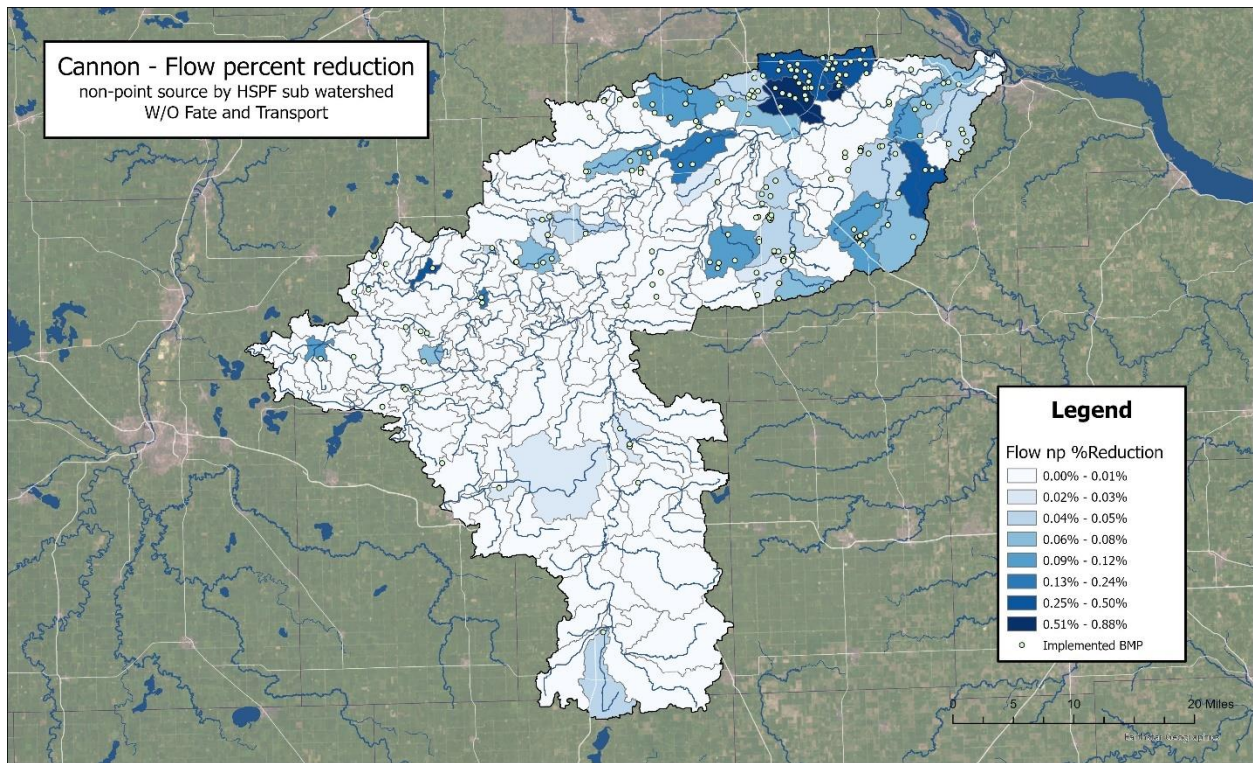 Cannon - Flow percent reduction
non-point source by HSPF sub watershed
W/O Fate and Transport
Legend
Flow np %Reduction
0.00% - 0.01%
0.02% - 0.03%
0.04% - 0.05%
0.06% - 0.08%
0.09% - 0.12%
0.13% - 0.24%
0.25% - 0.50%
0.51% - 0.88%
Implemented BMP
0 5 10 20 Miles